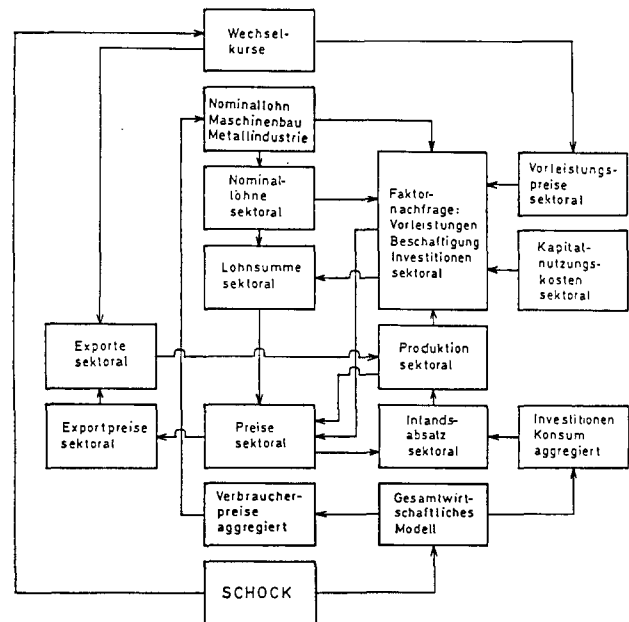 Wechsel-
kurse
Nominallohn
Maschinenbau
Metallindustrie
Nominal-
löhne
sektoral
Faktor-
nachfrage:
Vorleistungen
Beschaftigung
Investitionen
sektoral
Vorleistungs-
preise
sektoral
Lohnsumme
sektoral
Kapital-
nutzungs-
kosten
sektoral
Exporte
sektoral
Produktion
sektoral
Exportpreise
sektoral
Preise
sektoral
Inlands-
absatz
sektoral
Investitionen
Konsum
aggregiert
Verbraucher-
preise
aggregiert
Gesamtwirt-
schaftliches
Modell
SCHOCK